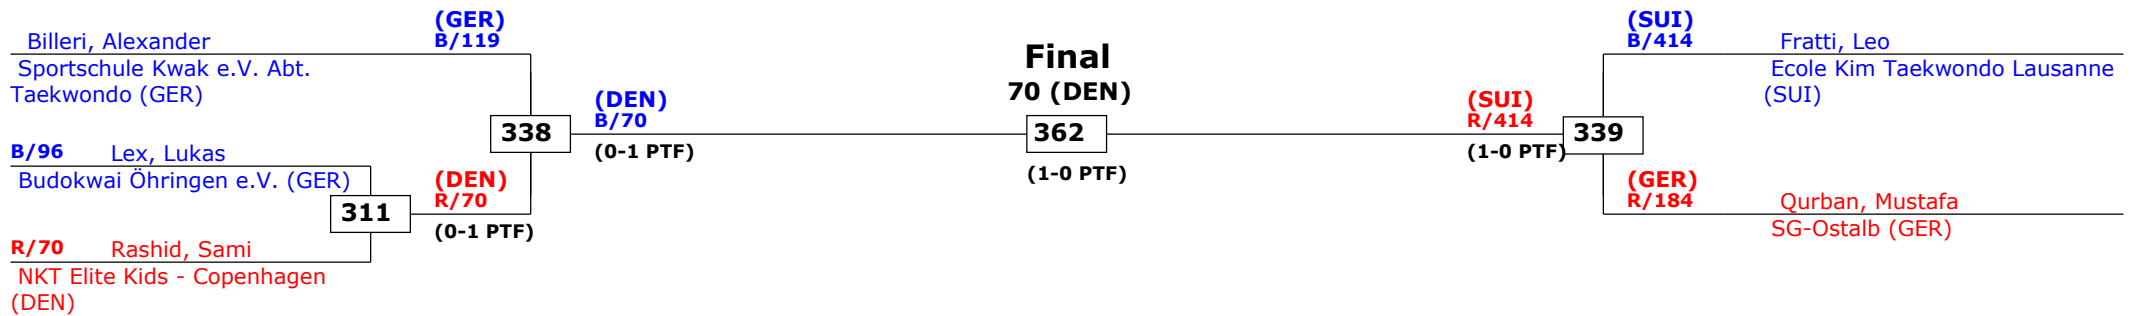 (GER)
B/119
Billeri, Alexander
Sportschule Kwak e.V. Abt.
Taekwondo (GER)
338
(DEN)
B/70
(0-1 PTF)
B/96
Lex, Lukas
Budokwai Öhringen e.V. (GER)
311
(DEN)
R/70
(0-1 PTF)
R/70
Rashid, Sami
NKT Elite Kids - Copenhagen
(DEN)
Final
70 (DEN)
362
(1-0 PTF)
(SUI)
R/414
(1-0 PTF)
339
(SUI)
B/414
Fratti, Leo
Ecole Kim Taekwondo Lausanne
(SUI)
(GER)
R/184
Qurban, Mustafa
SG-Ostalb (GER)